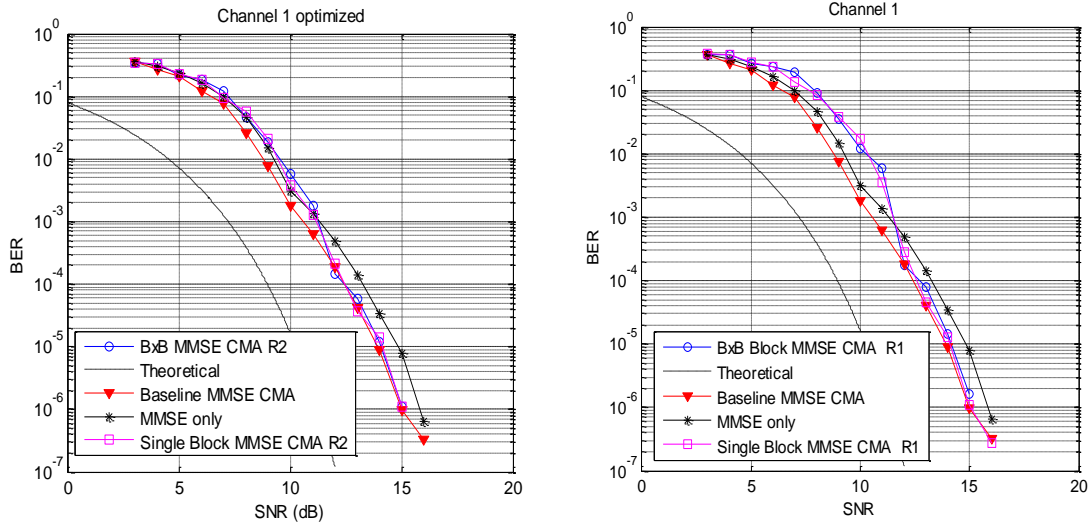 Channel 1 optimized
10^0
10^-1
10^-2
10^-3
10^-4
10^-5
10^-6
10^-7
BER
BxB MMSE CMA R2
Theoretical
Baseline MMSE CMA
MMSE only
Single Block MMSE CMA R2
0 5 10 15 20
SNR (dB)
Channel 1
10^0
10^-1
10^-2
10^-3
10^-4
10^-5
10^-6
10^-7
BER
BxB Block MMSE CMA R1
Theoretical
Baseline MMSE CMA
MMSE only
Single Block MMSE CMA R1
0 5 10 15 20
SNR